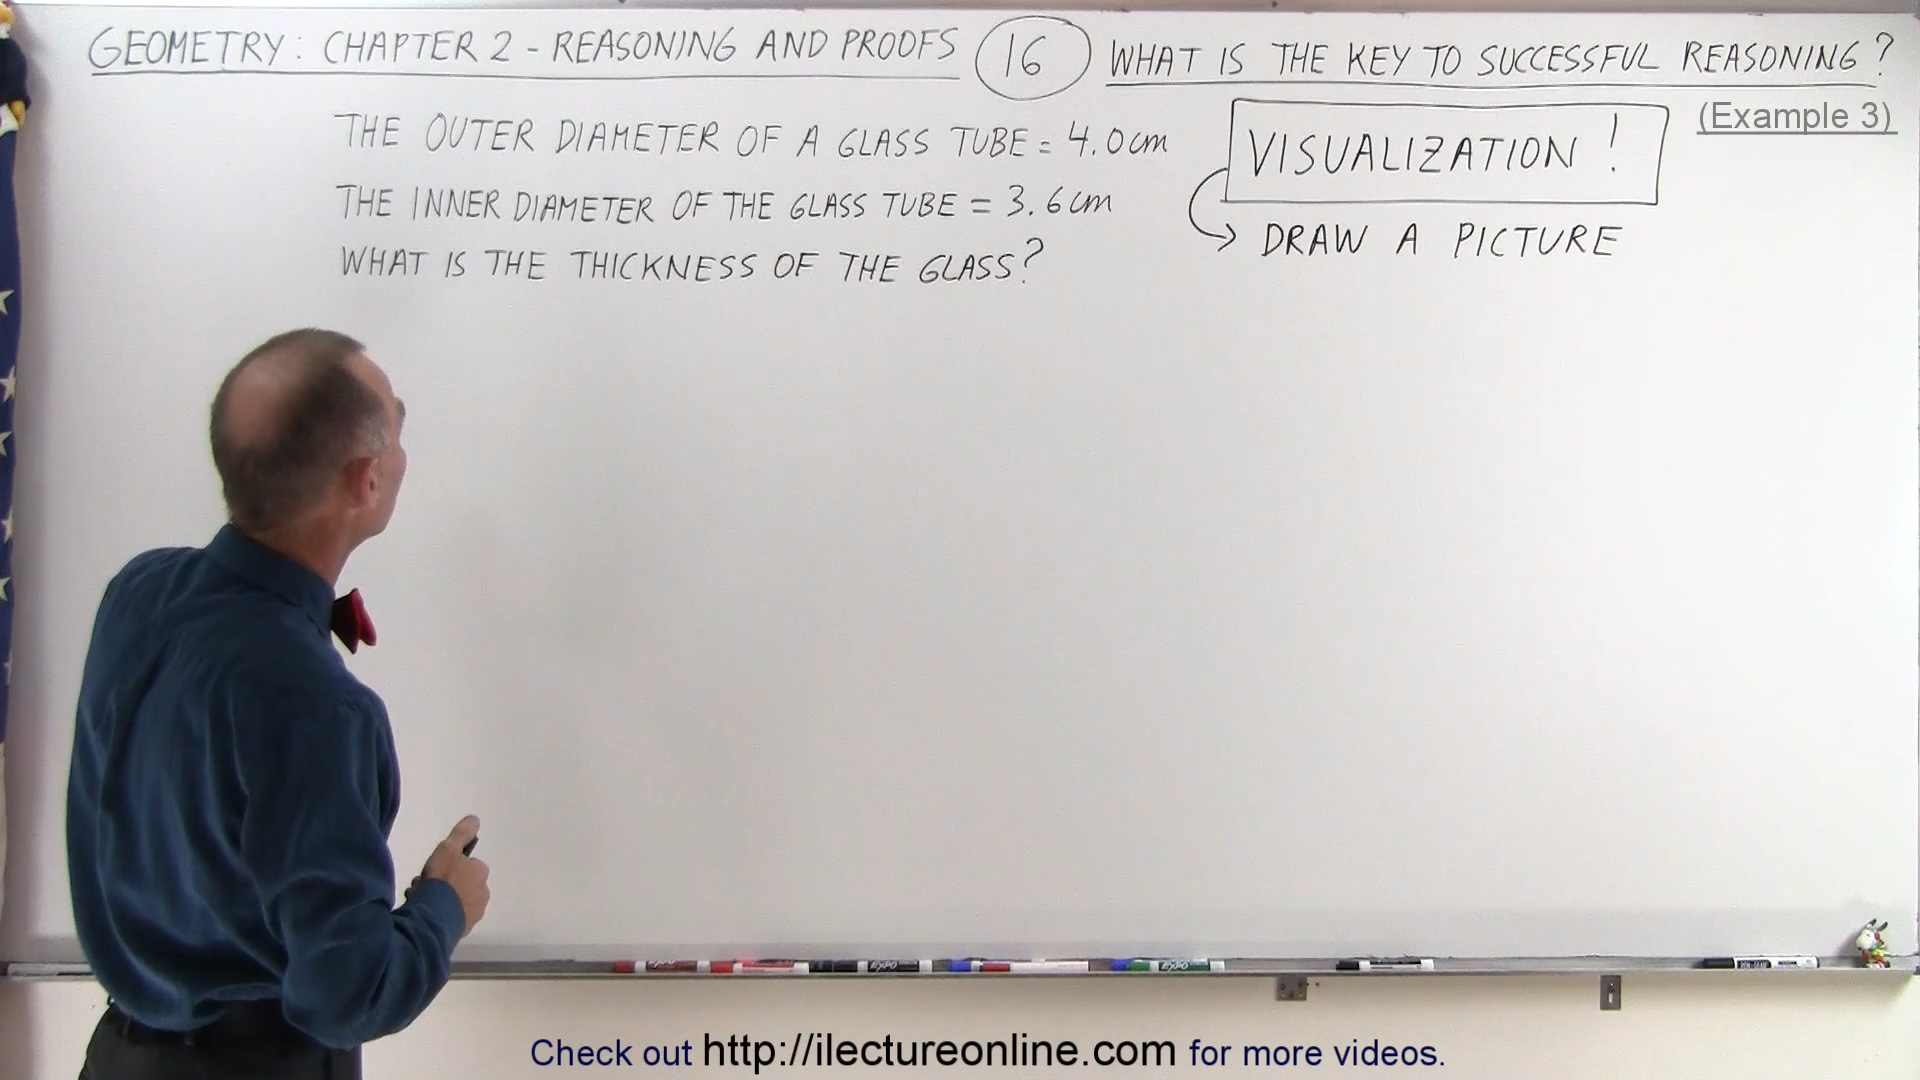 GEOMETRY: CHAPTER 2 - REASONING AND PROOFS 16 WHAT IS THE KEY TO SUCCESSFUL REASONING?
(Example 3)
THE OUTER DIAMETER OF A GLASS TUBE = 4.0 cm
VISUALIZATION!
THE INNER DIAMETER OF THE GLASS TUBE = 3.6 cm
DRAW A PICTURE
WHAT IS THE THICKNESS OF THE GLASS?
EXPO
EXPO
Check out http://ilectureonline.com for more videos.